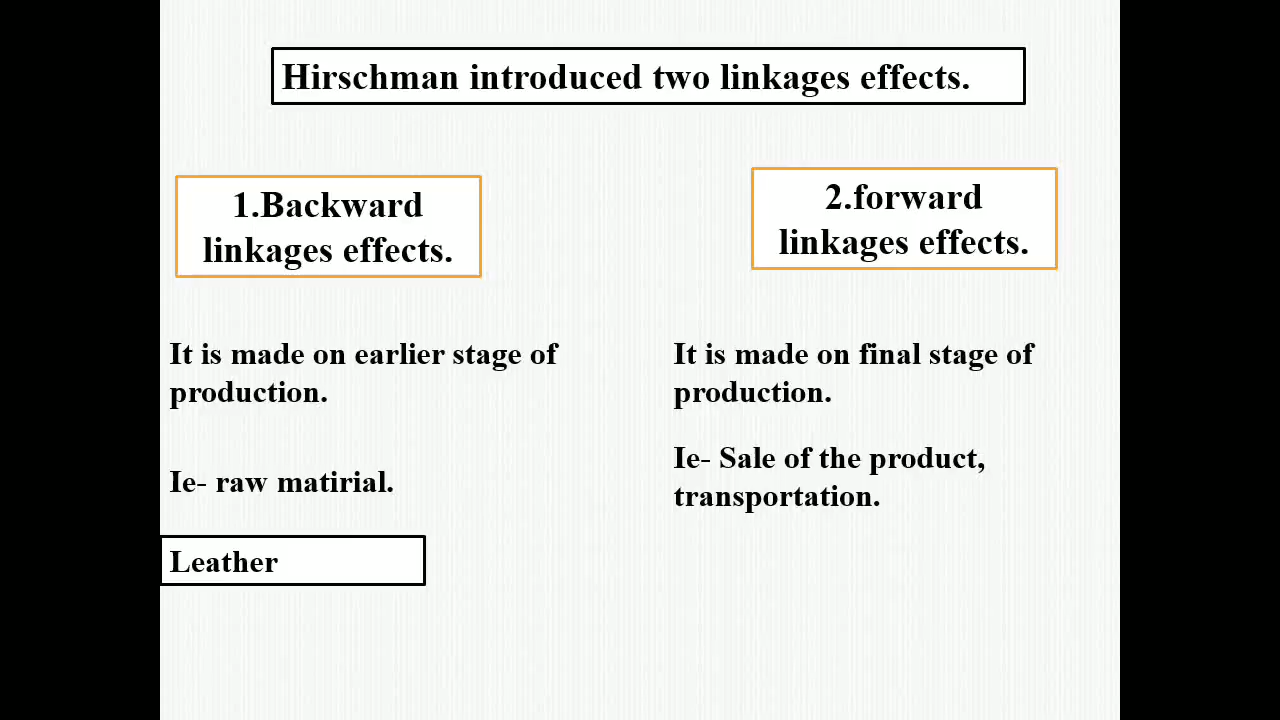 Hirschman introduced two linkages effects.
1.Backward
linkages effects.
2.forward
linkages effects.
It is made on earlier stage of
production.
Ie- raw matirial.
Leather
It is made on final stage of
production.
Ie- Sale of the product,
transportation.